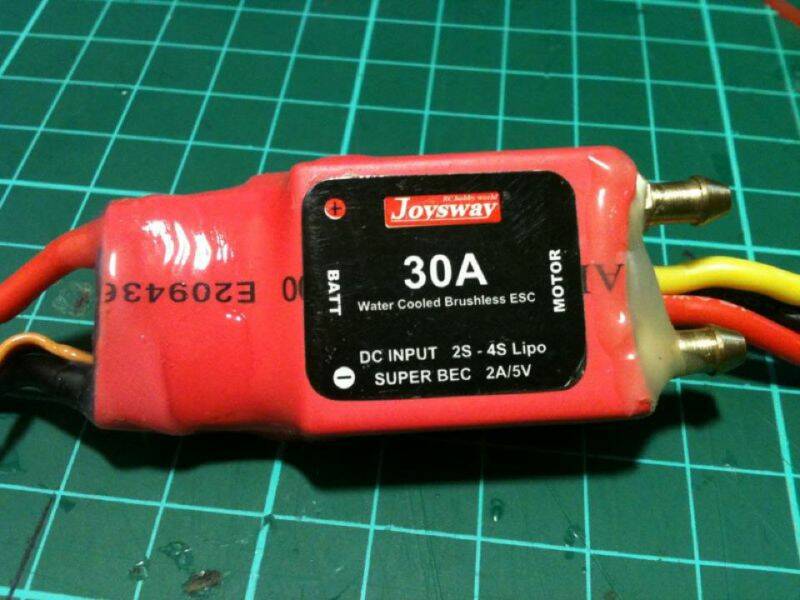 RC hobby world
Joysway
30A
Water Cooled Brushless ESC
BATT
MOTOR
DC INPUT 2S - 4S Lipo
SUPER BEC 2A/5V
E209436